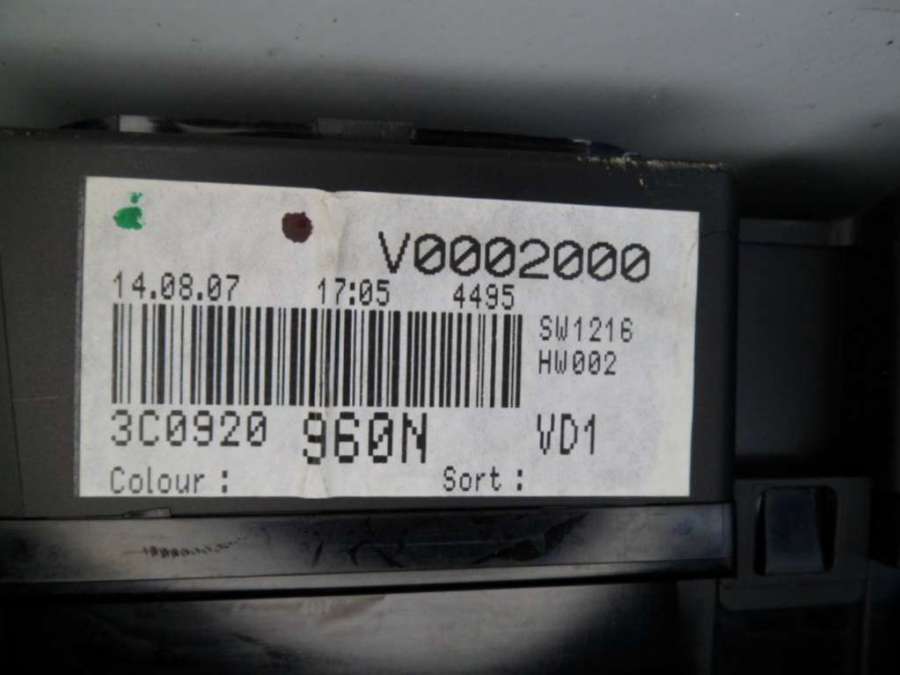 V0002000
14.08.07 17:05 4495
SW1216
HW002
3C0920 960N VD1
Colour : Sort :